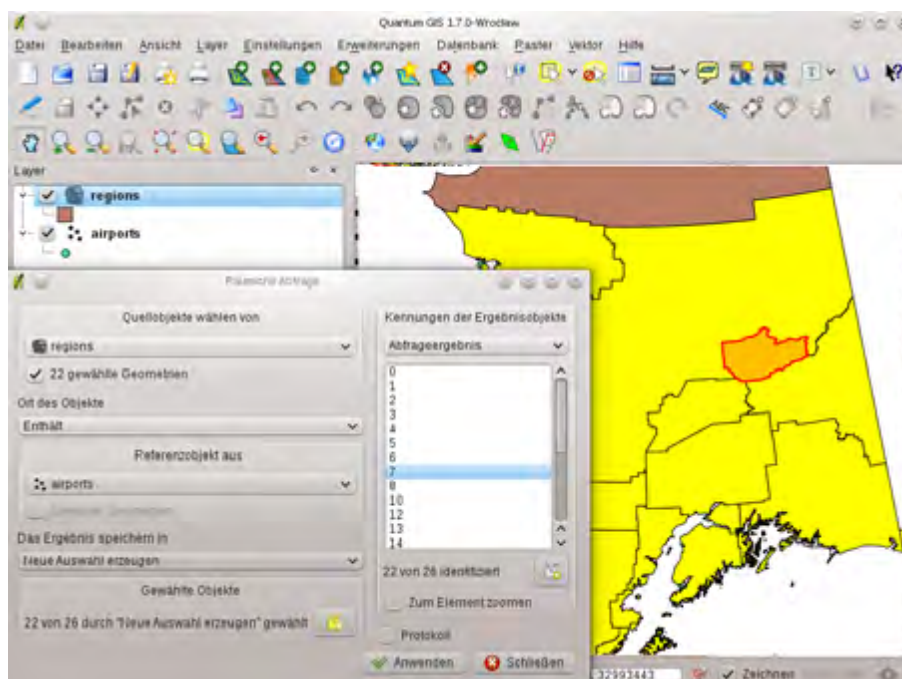 Quantum GIS 1.7.0-Wrocław
Datei Bearbeiten Ansicht Layer Einstellungen Erweiterungen Datenbank Raster Vektor Hilfe
Layer
regions
airports
Räumliche Abfrage
Quellobjekte wählen von
regions
22 gewählte Geometrien
Ort des Objekte
Enthält
Referenzobjekt aus
airports
Das Ergebnis speichern in
Neue Auswahl erzeugen
Gewählte Objekte
22 von 26 durch "Neue Auswahl erzeugen" gewählt
Kennungen der Ergebnisobjekte
Abfrageergebnis
0
1
2
3
4
5
6
7
8
10
12
13
14
22 von 26 identifiziert
Zum Element zoomen
Protokoll
Anwenden
Schließen
Zeichnen